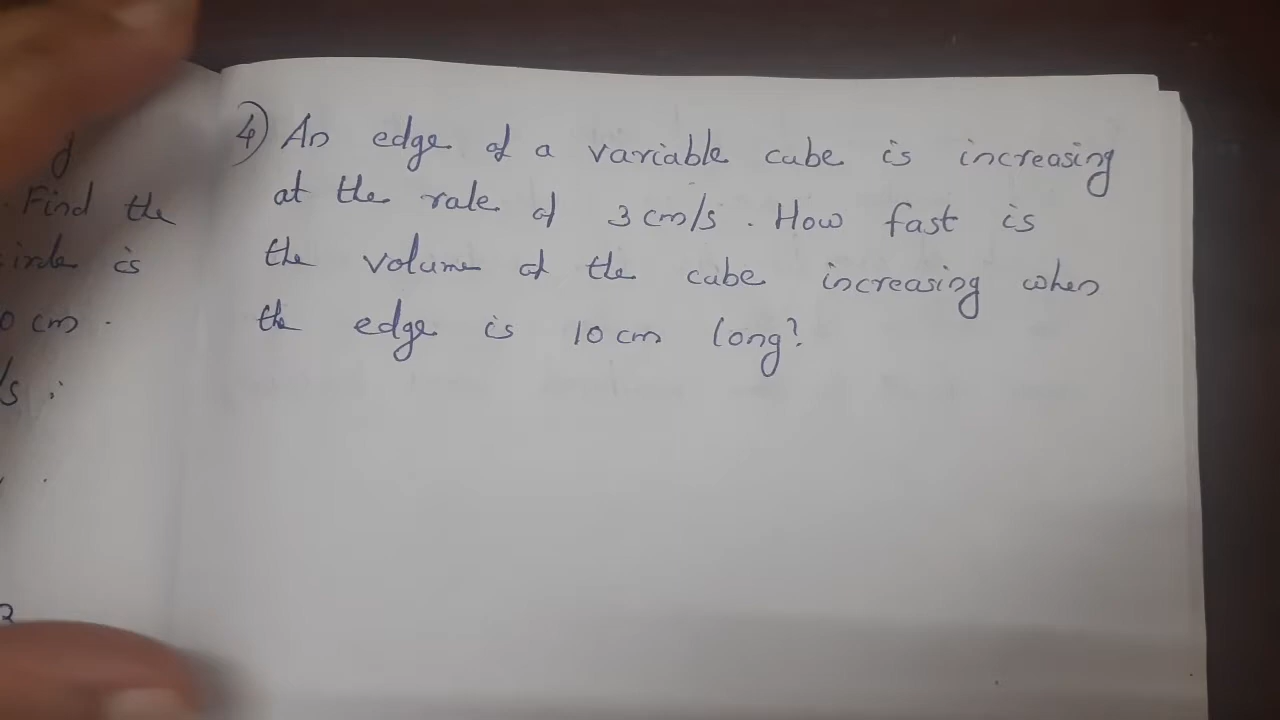 d
. Find the
is
0 cm.
/s.
4) An edge of a variable cube is increasing
at the rate of 3 cm/s. How fast is
the volume of the cube increasing when
the edge is 10 cm long?